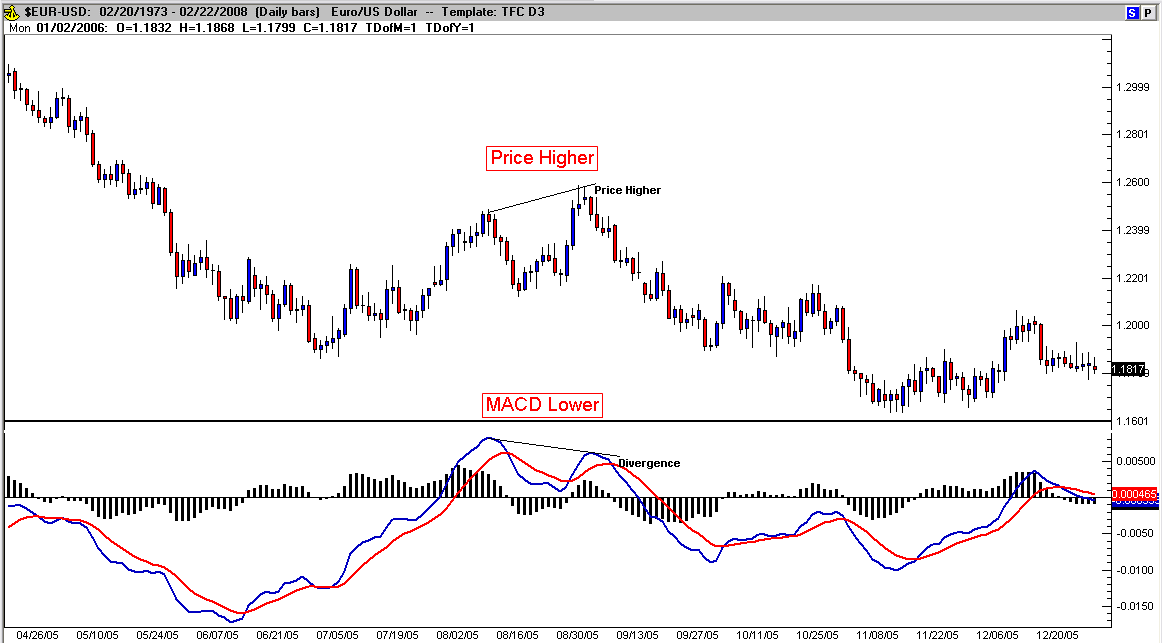 $EUR-USD: 02/20/1973 - 02/22/2008 (Daily bars) Euro/US Dollar -- Template: TFC D3
S P
Mon 01/02/2006: O=1.1832 H=1.1868 L=1.1799 C=1.1817 TDofM=1 TDofY=1
1.2999
1.2801
Price Higher
1.2600
Price Higher
1.2399
1.2201
1.2000
1.1817
MACD Lower
1.1601
Divergence
0.00500
0.000465
-0.0050
-0.0100
-0.0150
04/26/05 05/10/05 05/24/05 06/07/05 06/21/05 07/05/05 07/19/05 08/02/05 08/16/05 08/30/05 09/13/05 09/27/05 10/11/05 10/25/05 11/08/05 11/22/05 12/06/05 12/20/05